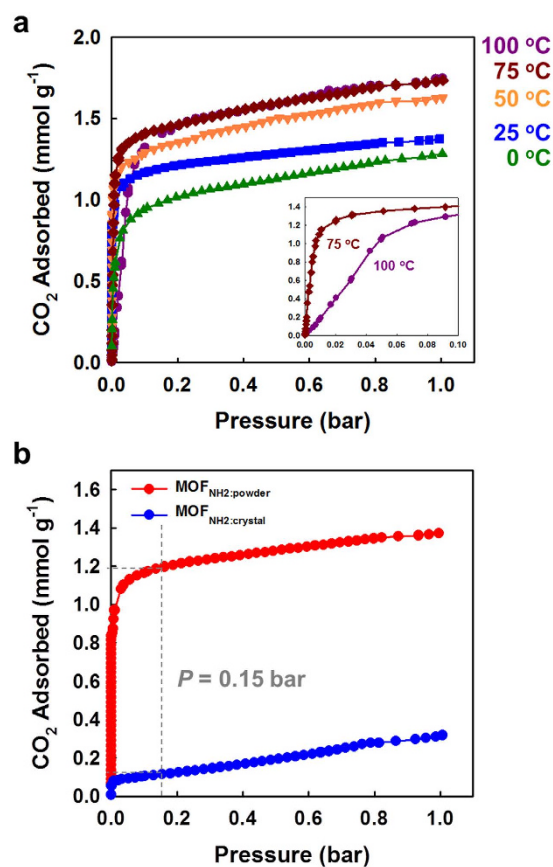 a
100 °C
75 °C
50 °C
25 °C
0 °C
CO2 Adsorbed (mmol g-1)
2.0
1.5
1.0
0.5
0.0
1.4
1.2
1.0
0.8
0.6
0.4
0.2
0.0
75 °C
100 °C
0.00 0.02 0.04 0.06 0.08 0.10
0.0 0.2 0.4 0.6 0.8 1.0
Pressure (bar)
b
MOFNH2:powder
MOFNH2:crystal
CO2 Adsorbed (mmol g-1)
1.6
1.4
1.2
1.0
0.8
0.6
0.4
0.2
0.0
P = 0.15 bar
0.0 0.2 0.4 0.6 0.8 1.0
Pressure (bar)